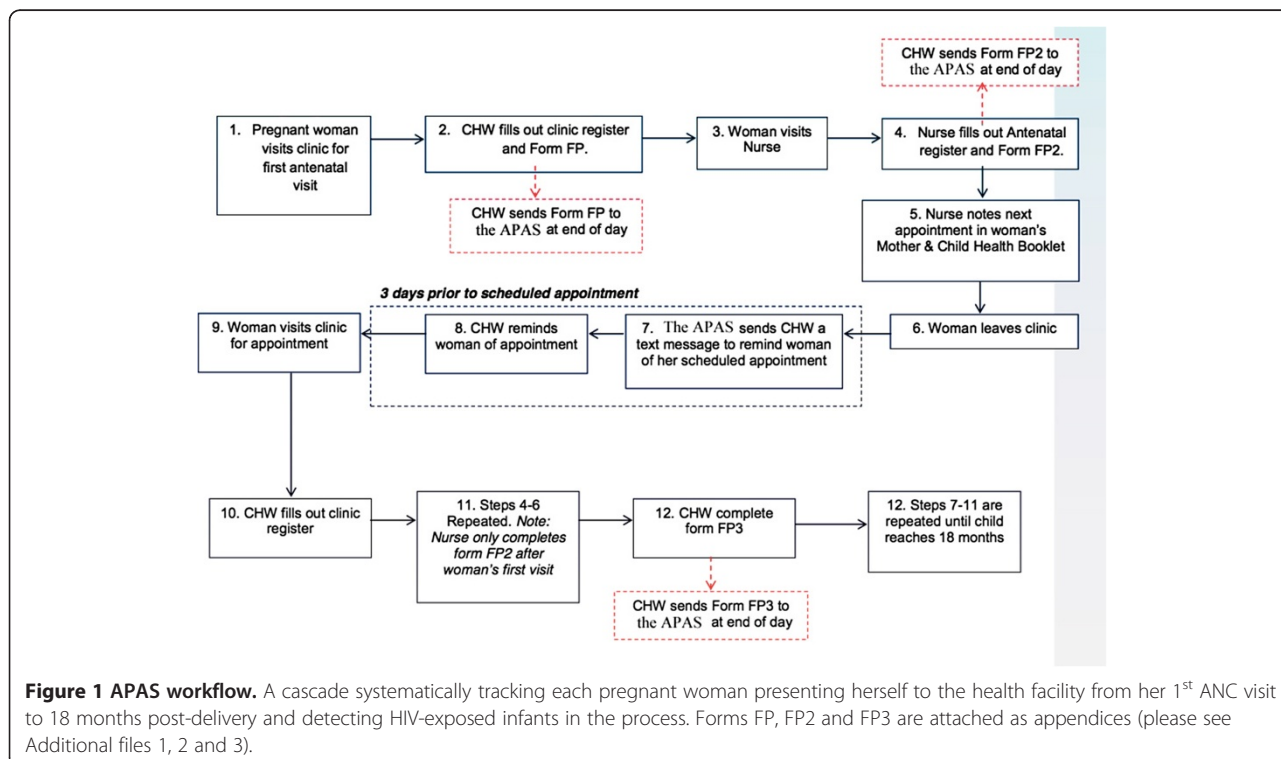 CHW sends Form FP2 to
the APAS at end of day
1. Pregnant woman
visits clinic for
first antenatal
visit
2. CHW fills out clinic register
and Form FP.
3. Woman visits
Nurse
4. Nurse fills out Antenatal
register and Form FP2.
CHW sends Form FP to
the APAS at end of day
5. Nurse notes next
appointment in woman's
Mother & Child Health Booklet
3 days prior to scheduled appointment
9. Woman visits clinic
for appointment
8. CHW reminds
woman of appointment
7. The APAS sends CHW a
text message to remind woman
of her scheduled appointment
6. Woman leaves clinic
10. CHW fills out clinic
register
11. Steps 4-6
Repeated. Note:
Nurse only completes
form FP2 after
woman's first visit
12. CHW complete
form FP3
12. Steps 7-11 are
repeated until child
reaches 18 months
CHW sends Form FP3 to
the APAS at end of day
Figure 1 APAS workflow. A cascade systematically tracking each pregnant woman presenting herself to the health facility from her 1st ANC visit
to 18 months post-delivery and detecting HIV-exposed infants in the process. Forms FP, FP2 and FP3 are attached as appendices (please see
Additional files 1, 2 and 3).